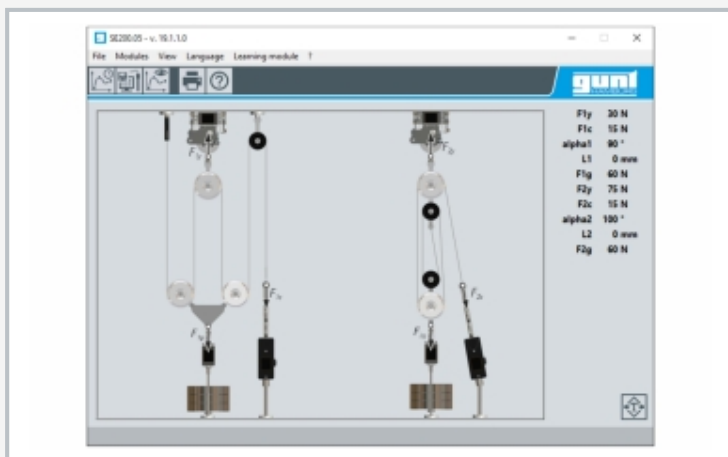 SE200.05 - v. 19.1.1.0
File Modules View Language Learning module ?
gunt
F1y 30 N
F1c 15 N
alpha1 90 °
L1 0 mm
F1g 60 N
F2y 75 N
F2c 15 N
alpha2 100 °
L2 0 mm
F2g 60 N